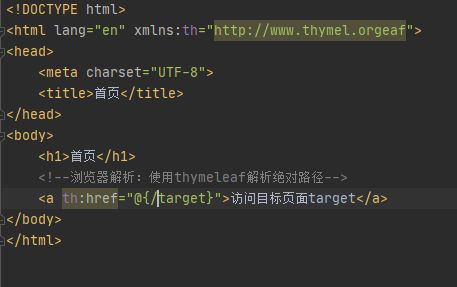 <!DOCTYPE html>
<html lang="en" xmlns:th="http://www.thymel.orgeaf">
<head>
    <meta charset="UTF-8">
    <title>首页</title>
</head>
<body>
    <h1>首页</h1>
    <!--浏览器解析：使用thymeleaf解析绝对路径-->
    <a th:href="@{/target}">访问目标页面target</a>
</body>
</html>